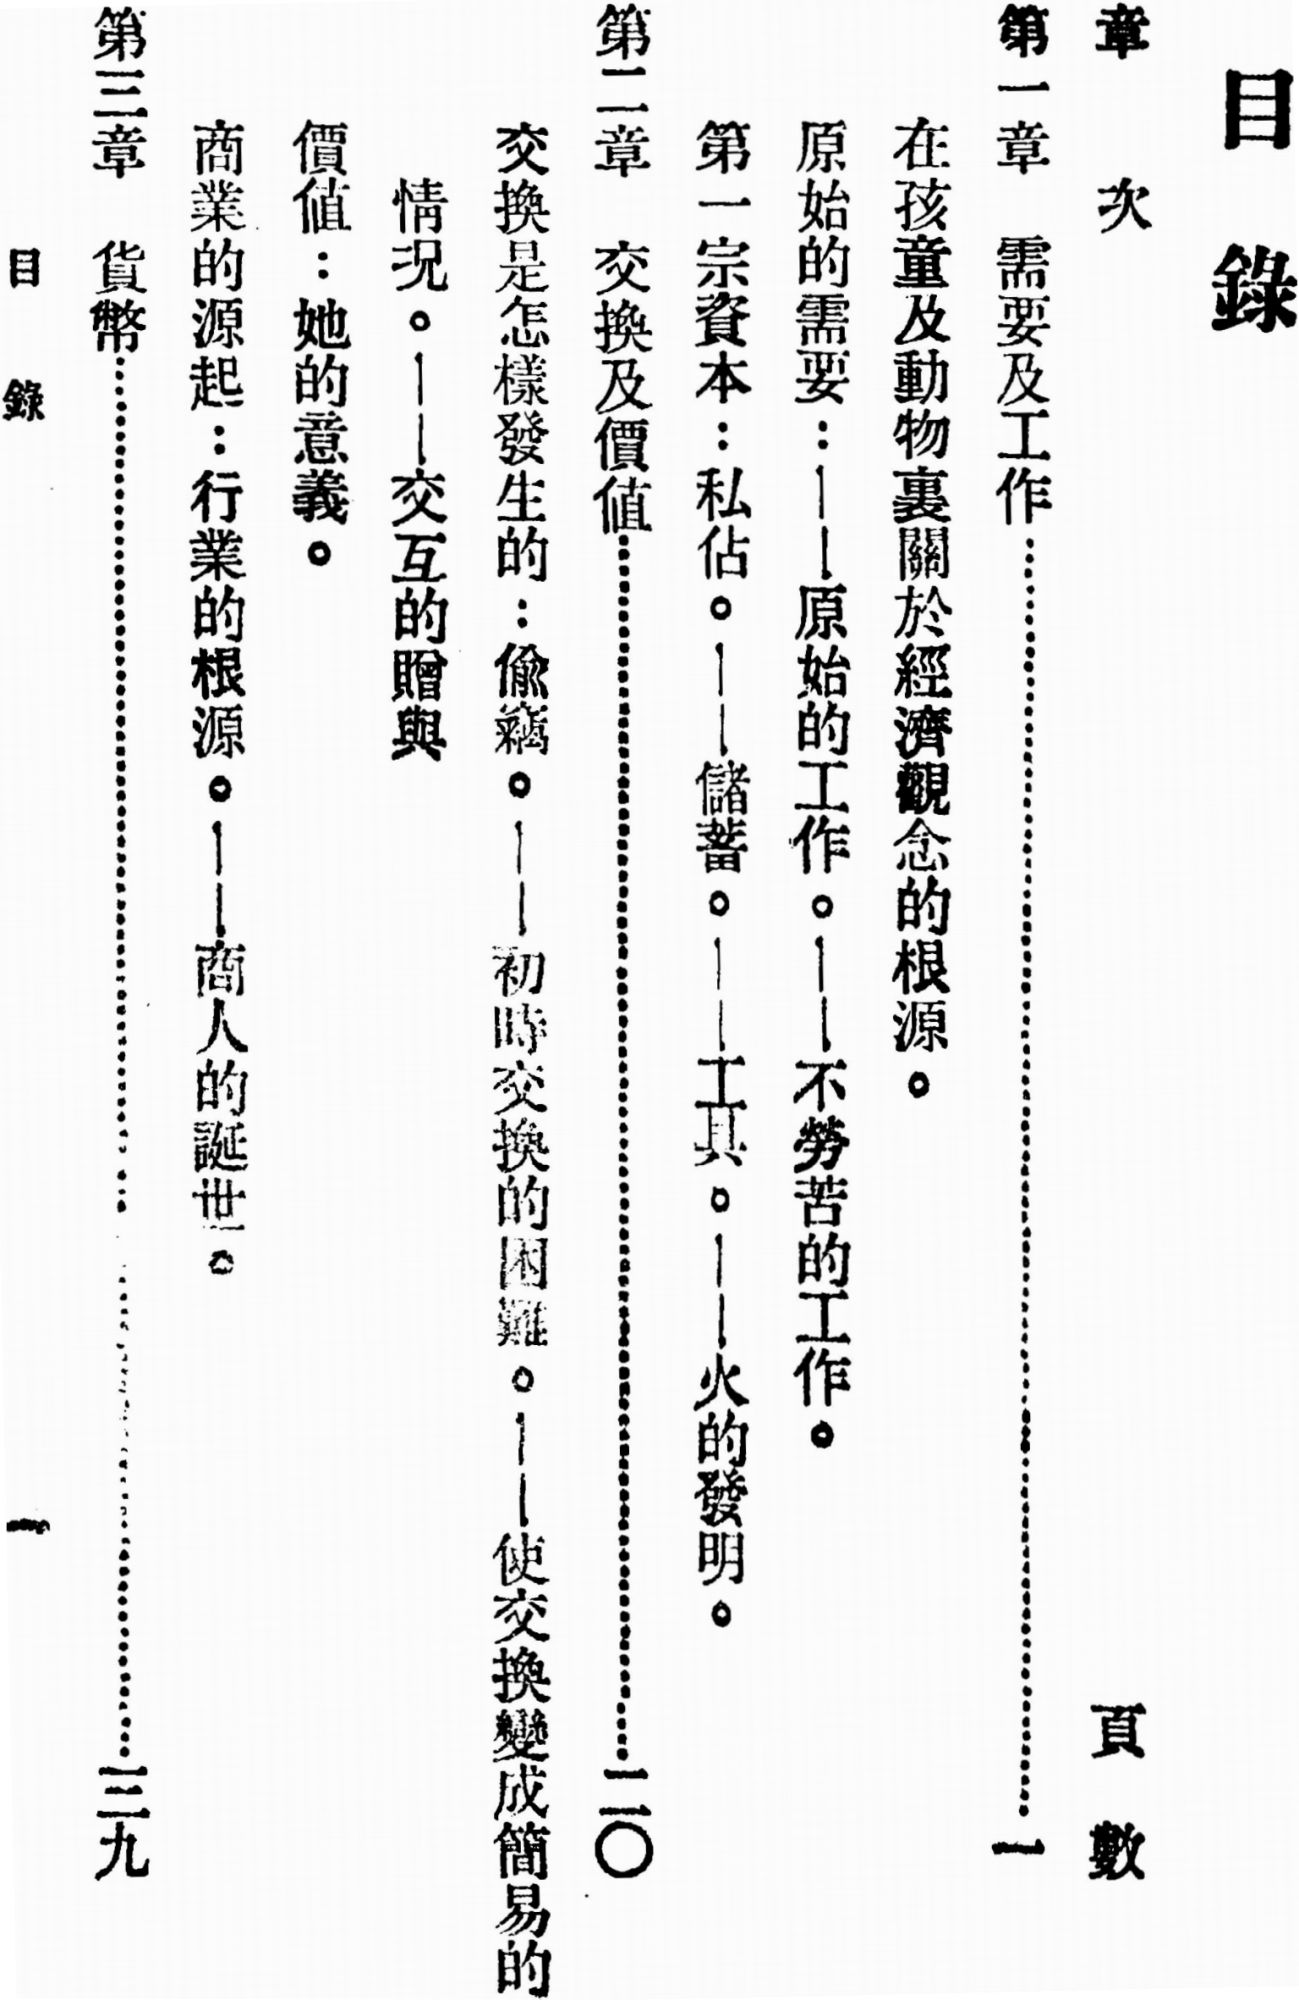 目錄
章次　頁數
第一章　需要及工作……………一
在孩童及動物裏關於經濟觀念的根源。
原始的需要：——原始的工作。——不勞苦的工作。
第一宗資本：私佔。——儲蓄。——工具。——火的發明。
第二章　交換及價值……………二〇
交換是怎樣發生的：偷竊。——初時交換的困難。——使交換變成簡易的
情況。——交互的贈與
價值：她的意義。
商業的源起：行業的根源。——商人的誕世。
第三章　貨幣……………三九
目錄　一